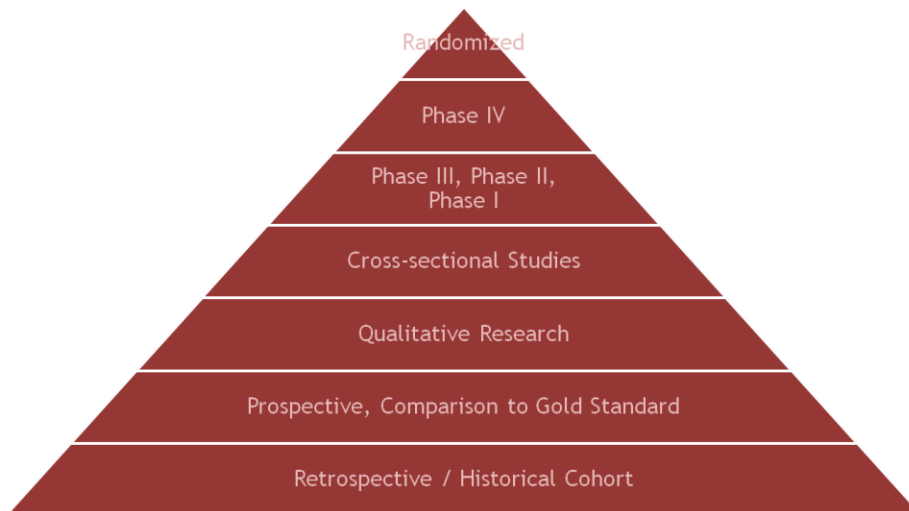 Randomized
Phase IV
Phase III, Phase II,
Phase I
Cross-sectional Studies
Qualitative Research
Prospective, Comparison to Gold Standard
Retrospective / Historical Cohort